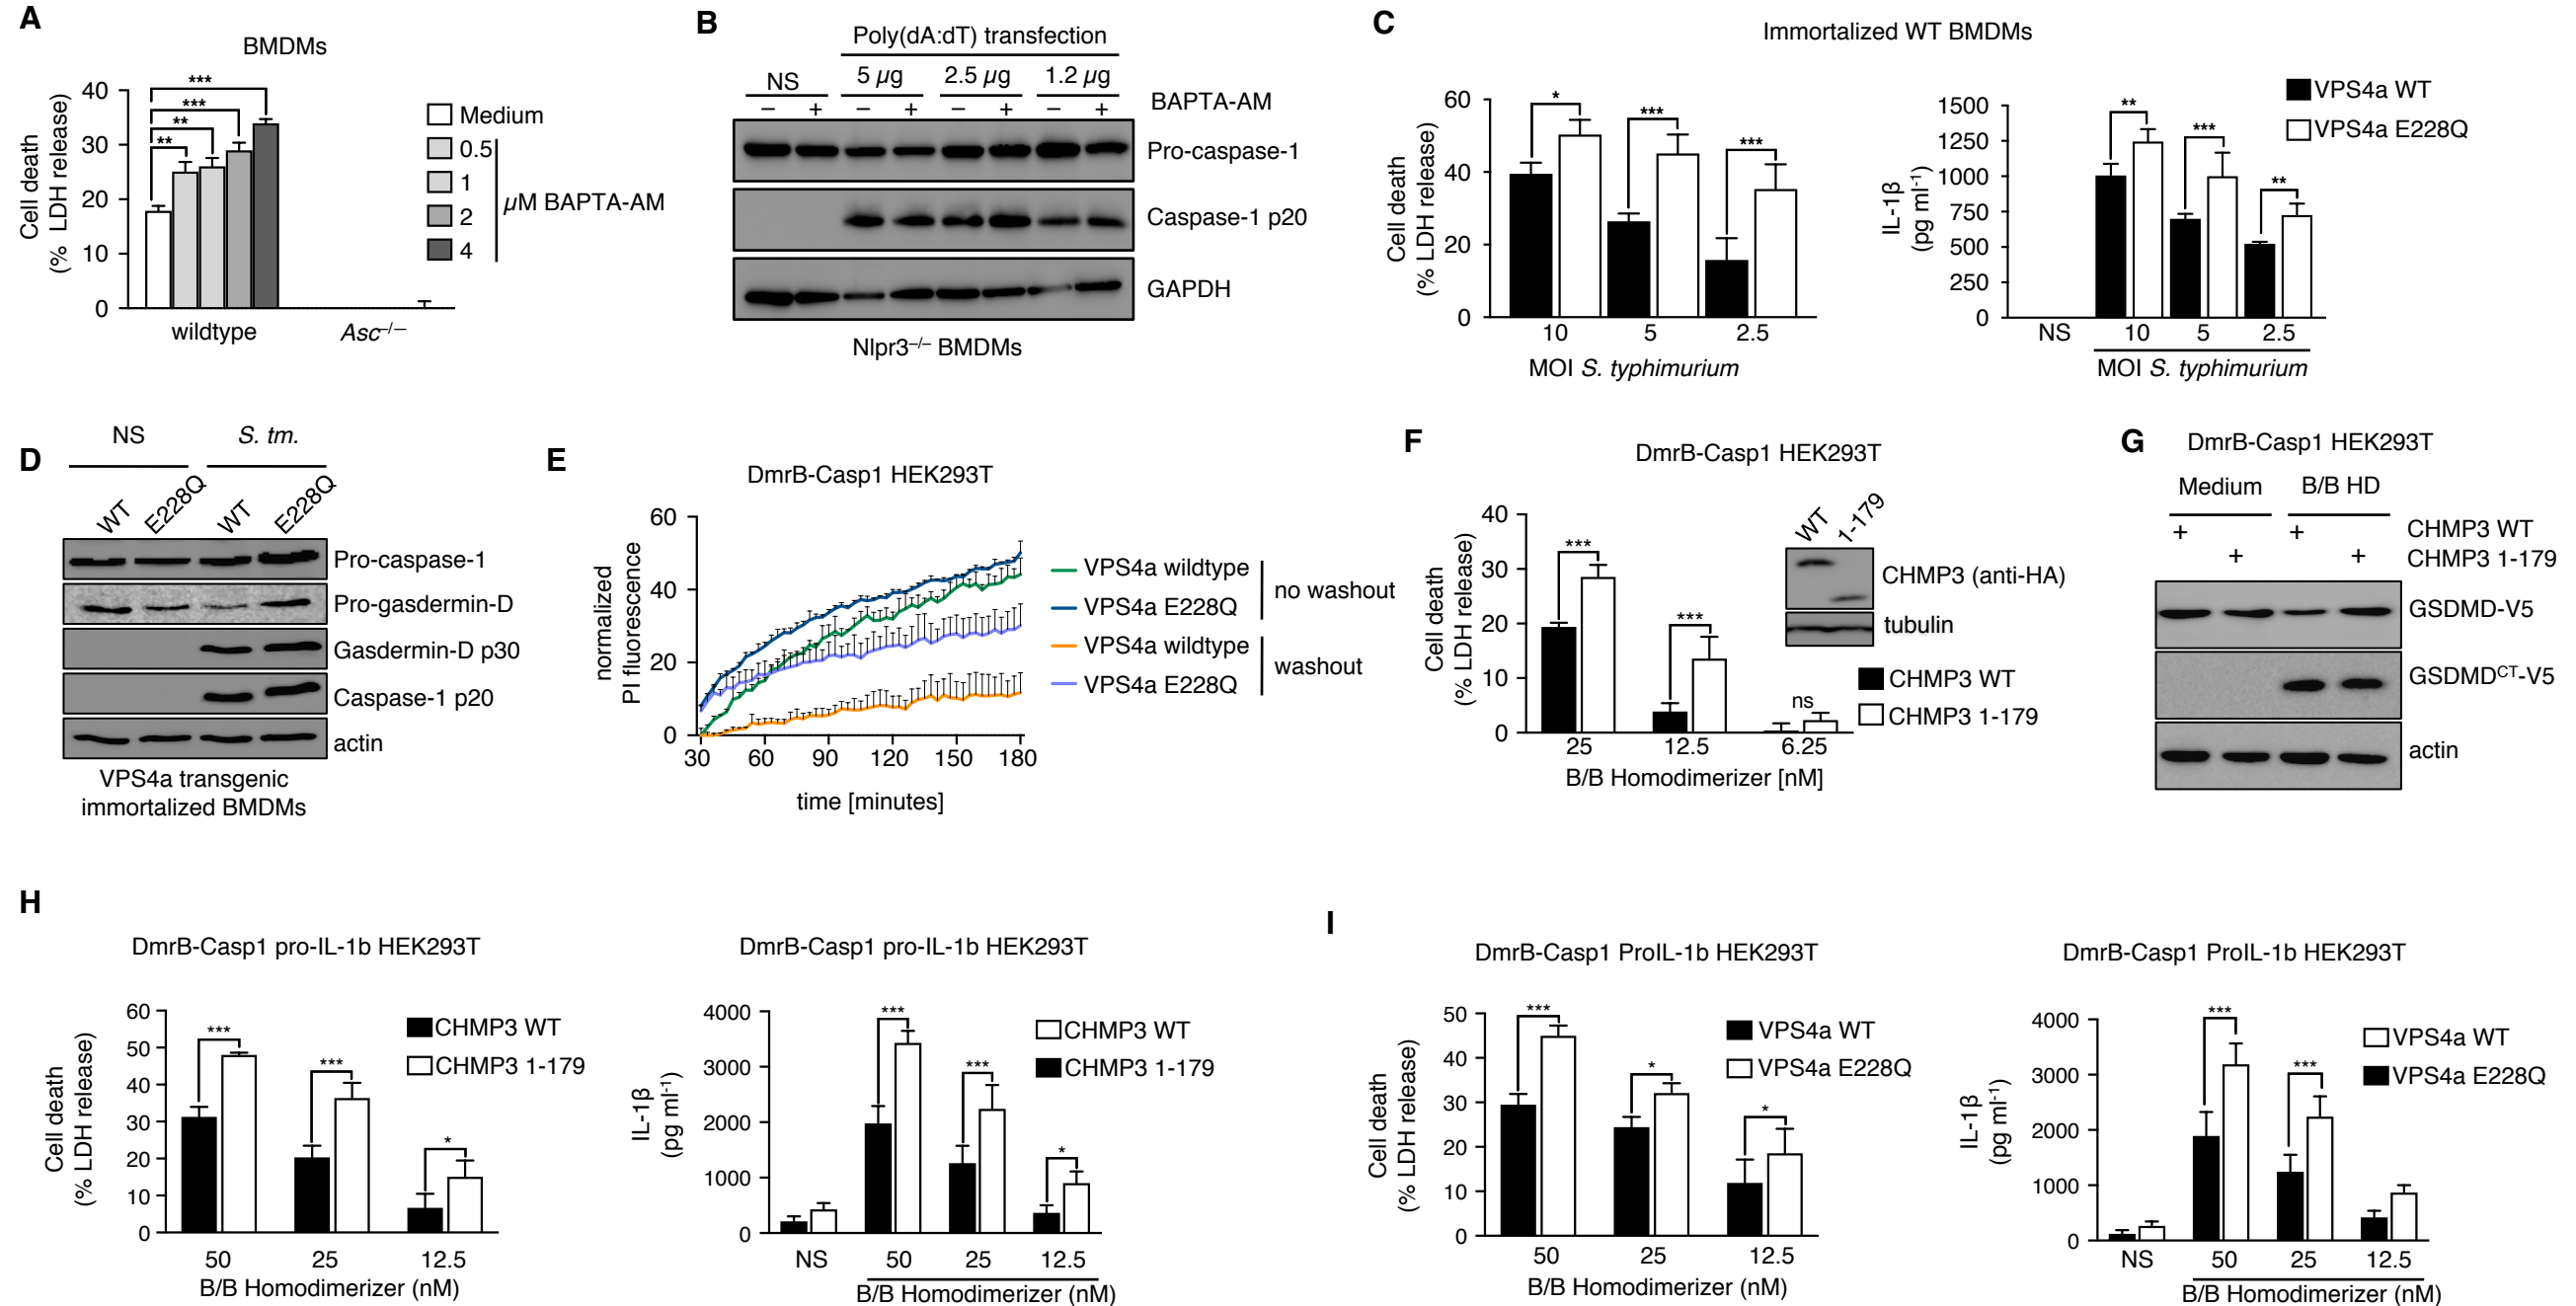 A
BMDMs
***
***
**
**
40
30
20
10
0
Cell death
(% LDH release)
wildtype
Asc–/–
Medium
0.5
1
2
4
µM BAPTA-AM
B
Poly(dA:dT) transfection
NS
5 µg
2.5 µg
1.2 µg
– + – + – + – +
BAPTA-AM
Pro-caspase-1
Caspase-1 p20
GAPDH
Nlpr3–/– BMDMs
C
Immortalized WT BMDMs
60
40
20
0
Cell death
(% LDH release)
*
***
***
10 5 2.5
MOI S. typhimurium
1500
1250
1000
750
500
250
0
IL-1β
(pg ml-1)
**
***
**
NS 10 5 2.5
MOI S. typhimurium
VPS4a WT
VPS4a E228Q
D
NS
S. tm.
WT
E228Q
WT
E228Q
Pro-caspase-1
Pro-gasdermin-D
Gasdermin-D p30
Caspase-1 p20
actin
VPS4a transgenic
immortalized BMDMs
E
DmrB-Casp1 HEK293T
60
40
20
0
normalized
PI fluorescence
30 60 90 120 150 180
time [minutes]
VPS4a wildtype
VPS4a E228Q
no washout
VPS4a wildtype
VPS4a E228Q
washout
F
DmrB-Casp1 HEK293T
40
30
20
10
0
Cell death
(% LDH release)
***
***
ns
25 12.5 6.25
B/B Homodimerizer [nM]
WT
1-179
CHMP3 (anti-HA)
tubulin
CHMP3 WT
CHMP3 1-179
G
DmrB-Casp1 HEK293T
Medium
B/B HD
+ + CHMP3 WT
+ + CHMP3 1-179
GSDMD-V5
GSDMDCT-V5
actin
H
DmrB-Casp1 pro-IL-1b HEK293T
60
50
40
30
20
10
0
Cell death
(% LDH release)
***
***
*
50 25 12.5
B/B Homodimerizer (nM)
CHMP3 WT
CHMP3 1-179
DmrB-Casp1 pro-IL-1b HEK293T
4000
3000
2000
1000
0
IL-1β
(pg ml-1)
***
***
*
NS 50 25 12.5
B/B Homodimerizer (nM)
CHMP3 WT
CHMP3 1-179
I
DmrB-Casp1 ProIL-1b HEK293T
50
40
30
20
10
0
Cell death
(% LDH release)
***
*
*
50 25 12.5
B/B Homodimerizer (nM)
VPS4a WT
VPS4a E228Q
DmrB-Casp1 ProIL-1b HEK293T
4000
3000
2000
1000
0
IL-1β
(pg ml-1)
***
***
NS 50 25 12.5
B/B Homodimerizer (nM)
VPS4a WT
VPS4a E228Q